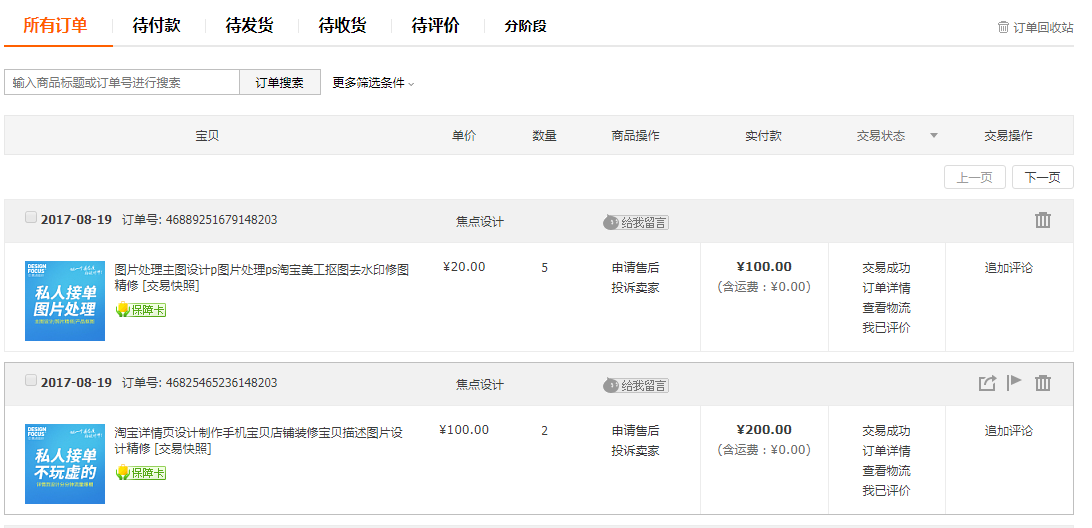 所有订单 待付款 待发货 待收货 待评价 分阶段 订单回收站
输入商品标题或订单号进行搜索 订单搜索 更多筛选条件
宝贝 单价 数量 商品操作 实付款 交易状态 交易操作
上一页 下一页
2017-08-19 订单号: 46889251679148203 焦点设计 给我留言
DESIGN
FOCUS
私人接单
图片处理
图片处理主图设计p图片处理ps淘宝美工抠图去水印修图
精修 [交易快照]
保障卡
¥20.00 5 申请售后 ¥100.00 交易成功 追加评论
投诉卖家 (含运费：¥0.00) 订单详情
查看物流
我已评价
2017-08-19 订单号: 46825465236148203 焦点设计 给我留言
DESIGN
FOCUS
私人接单
不玩虚的
淘宝详情页设计制作手机宝贝店铺装修宝贝描述图片设
计精修 [交易快照]
保障卡
¥100.00 2 申请售后 ¥200.00 交易成功 追加评论
投诉卖家 (含运费：¥0.00) 订单详情
查看物流
我已评价